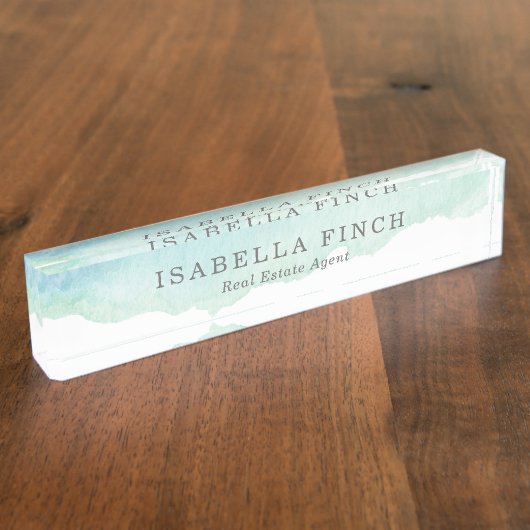 ISABELLA FINCH
Real Estate Agent